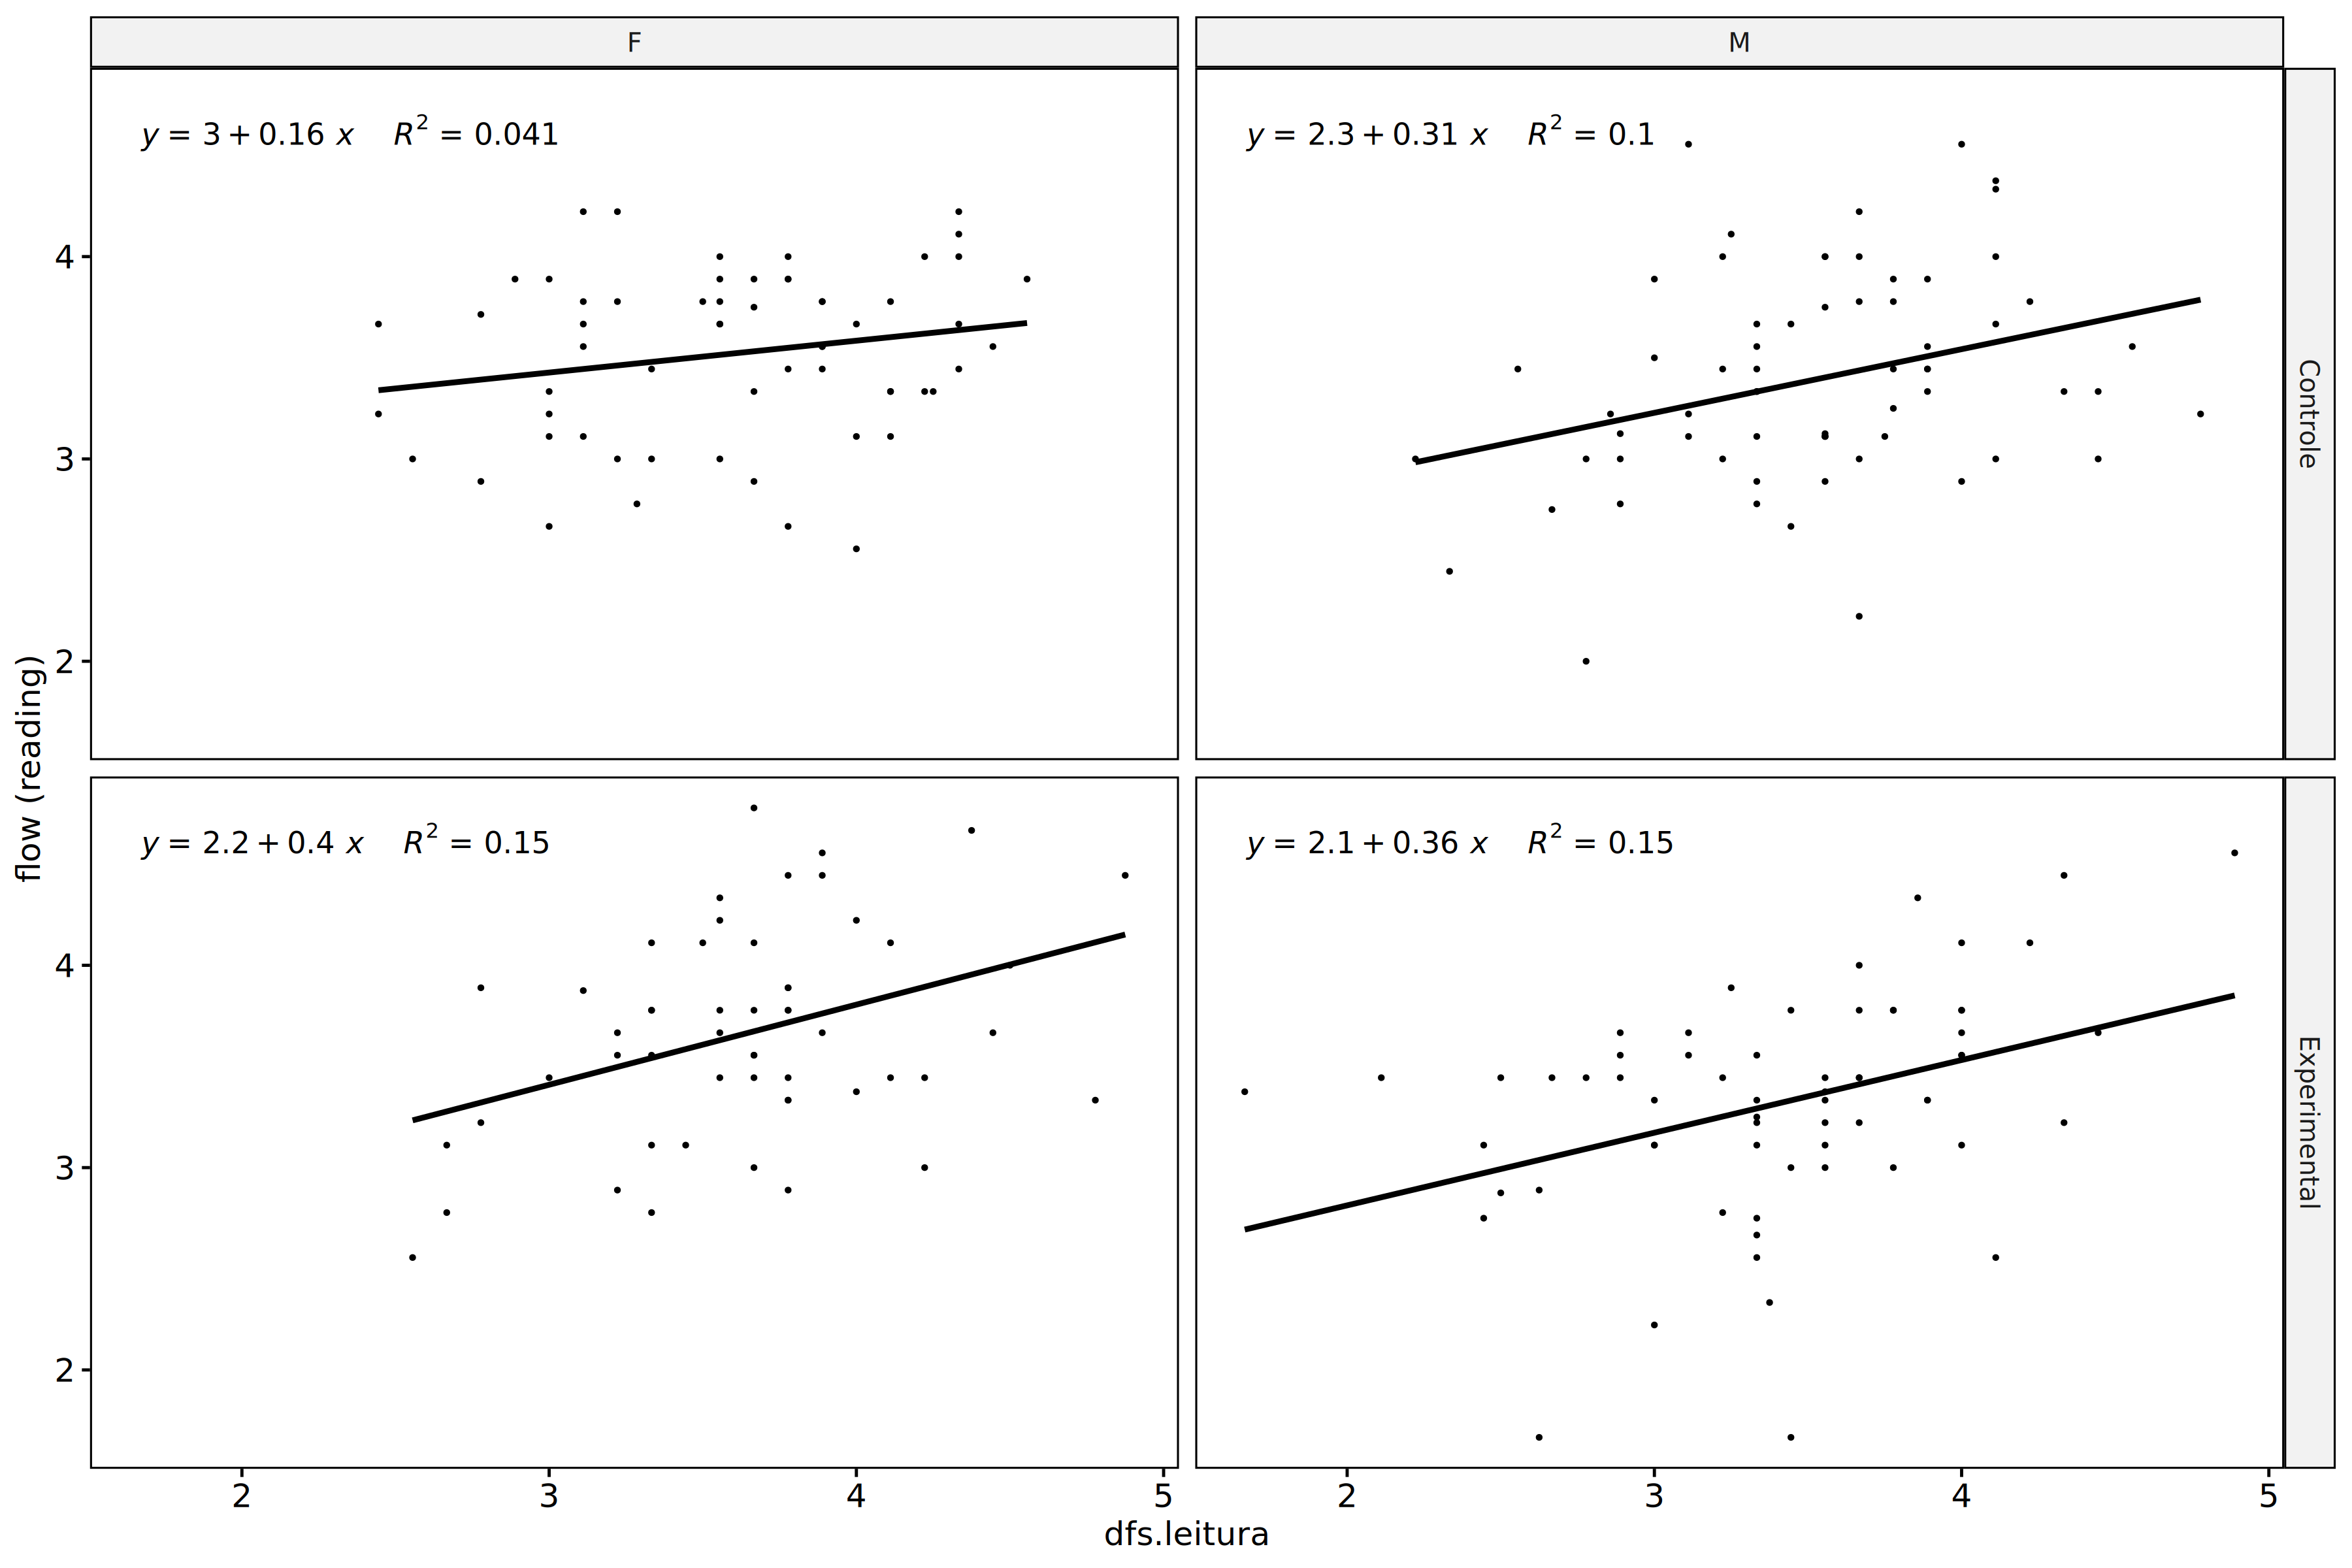 F
M
y = 3 + 0.16 x R² = 0.041
y = 2.3 + 0.31 x R² = 0.1
4
3
2
Controle
flow (reading)
y = 2.2 + 0.4 x R² = 0.15
y = 2.1 + 0.36 x R² = 0.15
4
3
2
Experimental
2 3 4 5
2 3 4 5
dfs.leitura